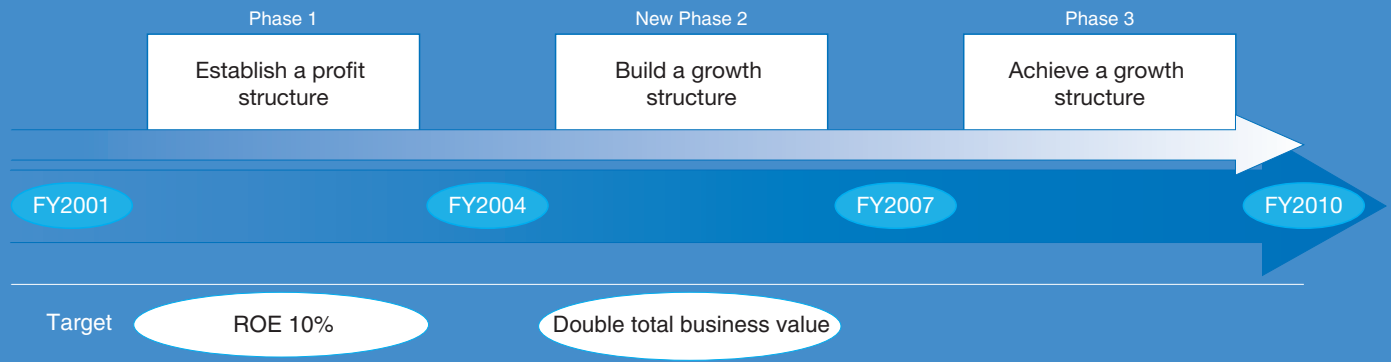 Phase 1
New Phase 2
Phase 3
Establish a profit
structure
Build a growth
structure
Achieve a growth
structure
FY2001
FY2004
FY2007
FY2010
Target
ROE 10%
Double total business value